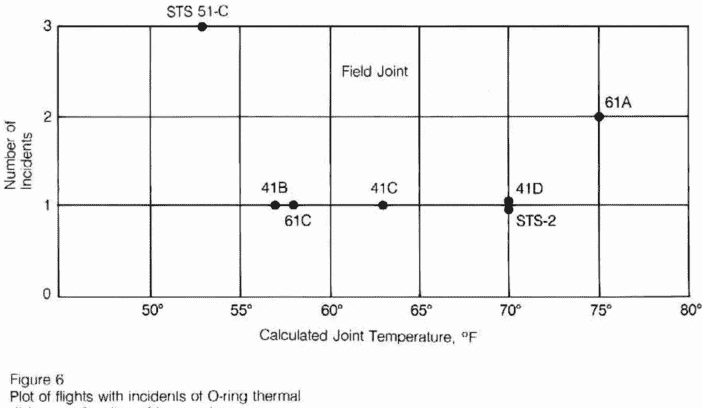 STS 51-C
3
Field Joint
61A
2
Number of
Incidents
41B
41C
41D
1
61C
STS-2
0
50° 55° 60° 65° 70° 75° 80°
Calculated Joint Temperature, °F
Figure 6
Plot of flights with incidents of O-ring thermal